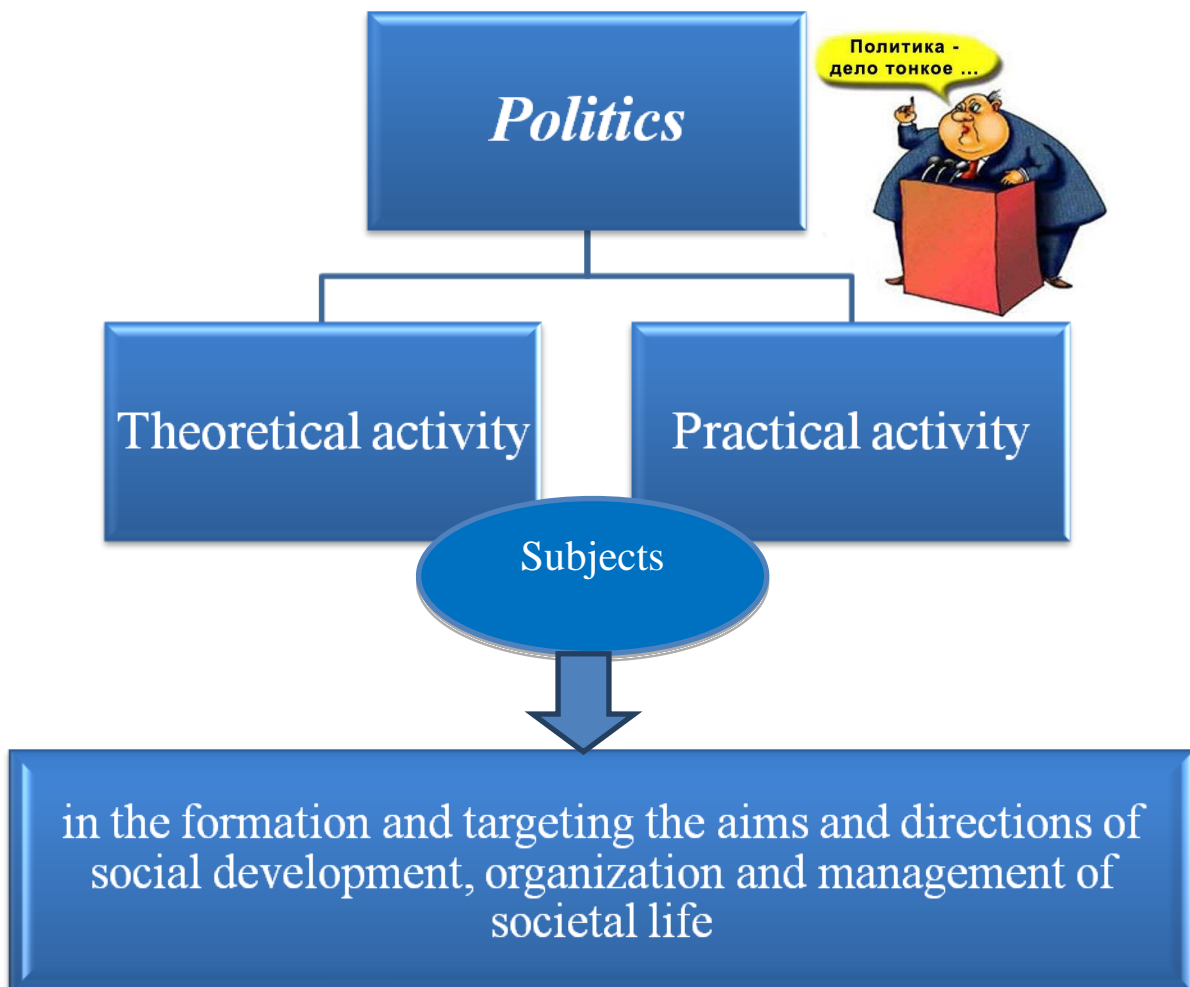 Политика -
дело тонкое ...
Politics
Theoretical activity
Practical activity
Subjects
in the formation and targeting the aims and directions of
social development, organization and management of
societal life